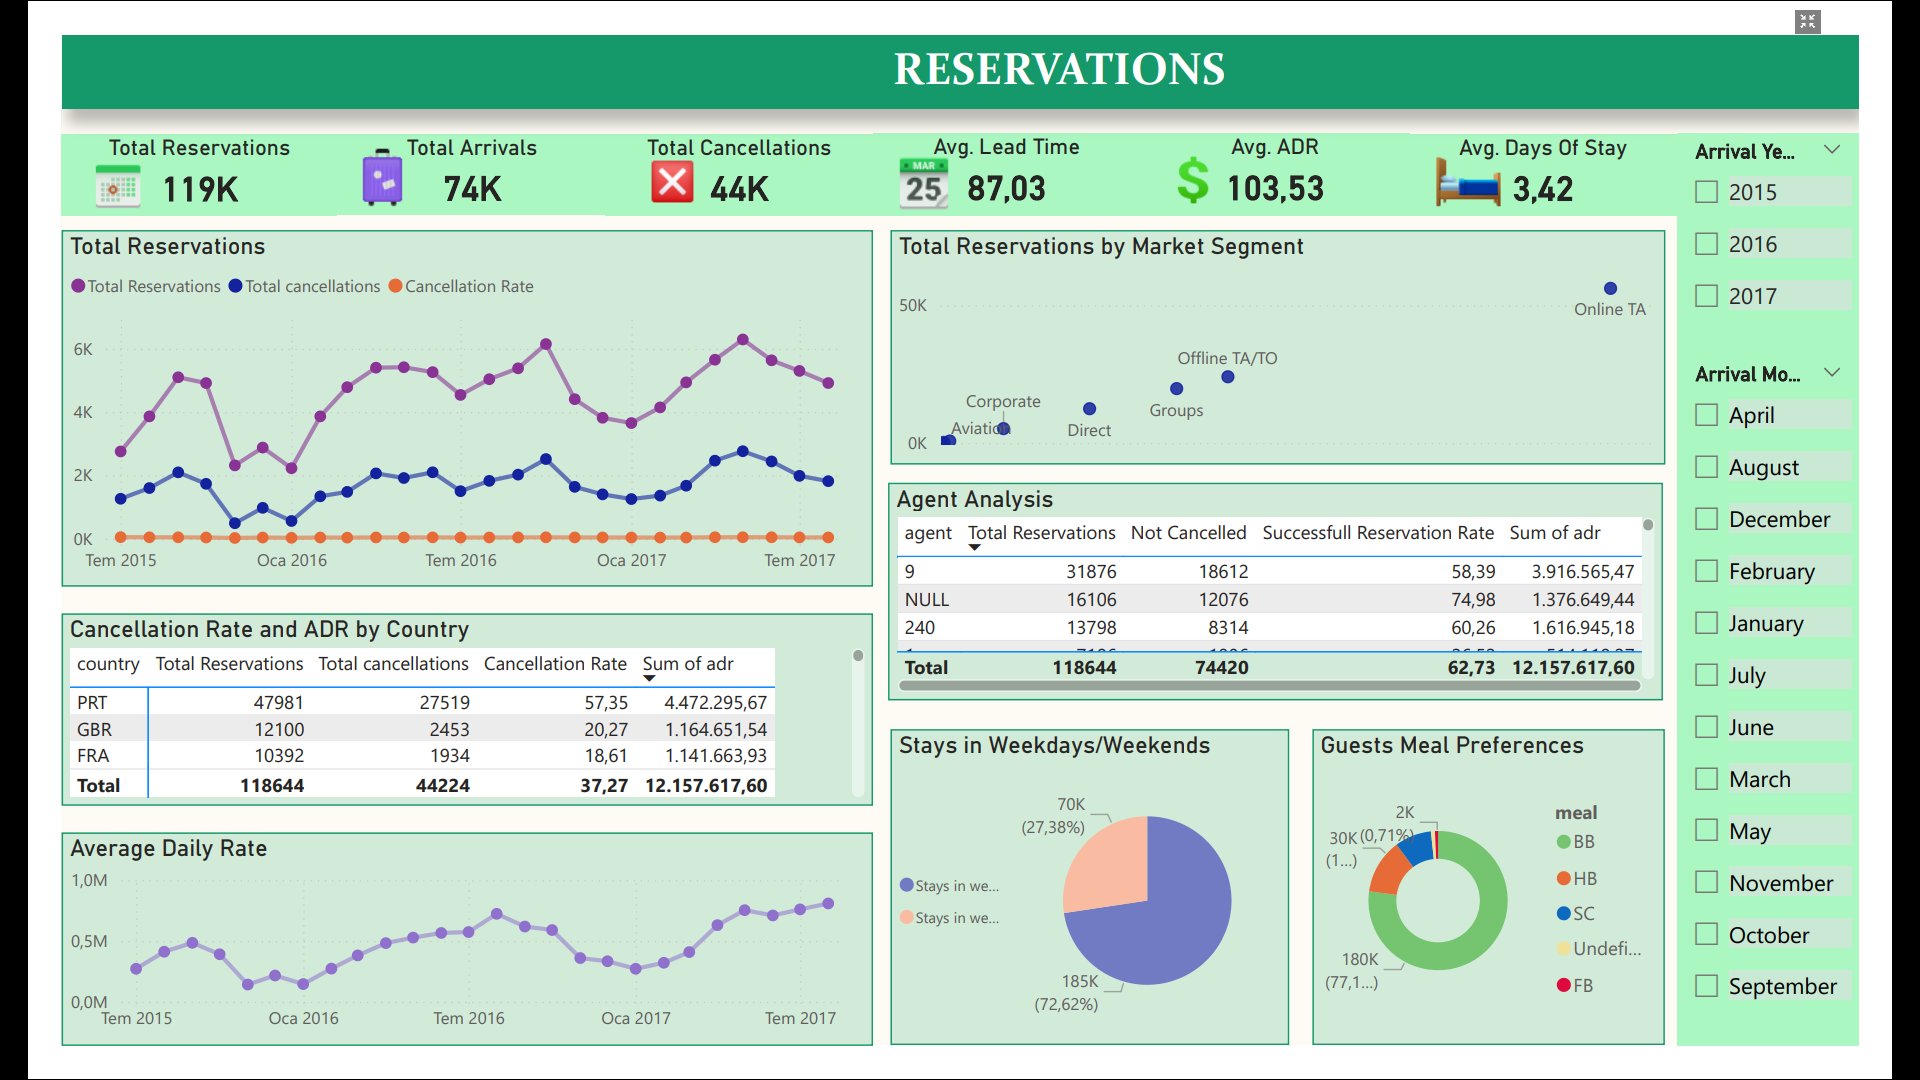 RESERVATIONS
Total Reservations
119K
Total Arrivals
74K
Total Cancellations
44K
MAR
25
Avg. Lead Time
87,03
$
Avg. ADR
103,53
Avg. Days Of Stay
3,42
Total Reservations
Total Reservations Total cancellations Cancellation Rate
6K
4K
2K
0K
Tem 2015 Oca 2016 Tem 2016 Oca 2017 Tem 2017
Cancellation Rate and ADR by Country
country Total Reservations Total cancellations Cancellation Rate Sum of adr
PRT 47981 27519 57,35 4.472.295,67
GBR 12100 2453 20,27 1.164.651,54
FRA 10392 1934 18,61 1.141.663,93
Total 118644 44224 37,27 12.157.617,60
Average Daily Rate
1,0M
0,5M
0,0M
Tem 2015 Oca 2016 Tem 2016 Oca 2017 Tem 2017
Total Reservations by Market Segment
50K
0K
Online TA
Offline TA/TO
Groups
Direct
Corporate
Aviation
Agent Analysis
agent Total Reservations Not Cancelled Successfull Reservation Rate Sum of adr
9 31876 18612 58,39 3.916.565,47
NULL 16106 12076 74,98 1.376.649,44
240 13798 8314 60,26 1.616.945,18
Total 118644 74420 62,73 12.157.617,60
Stays in Weekdays/Weekends
Stays in we...
Stays in we...
70K
(27,38%)
185K
(72,62%)
Guests Meal Preferences
2K
(0,71%)
30K
(1...)
180K
(77,1...)
meal
BB
HB
SC
Undefi...
FB
Arrival Ye...
2015
2016
2017
Arrival Mo...
April
August
December
February
January
July
June
March
May
November
October
September